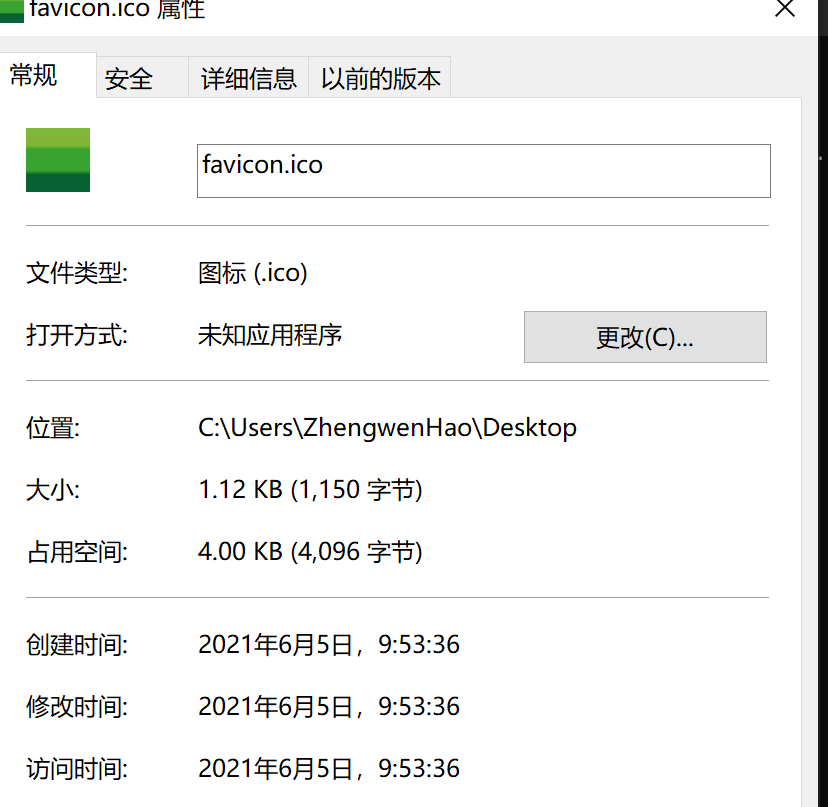 favicon.ico 属性
常规 安全 详细信息 以前的版本
favicon.ico
文件类型: 图标 (.ico)
打开方式: 未知应用程序 更改(C)...
位置: C:\Users\ZhengwenHao\Desktop
大小: 1.12 KB (1,150 字节)
占用空间: 4.00 KB (4,096 字节)
创建时间: 2021年6月5日，9:53:36
修改时间: 2021年6月5日，9:53:36
访问时间: 2021年6月5日，9:53:36